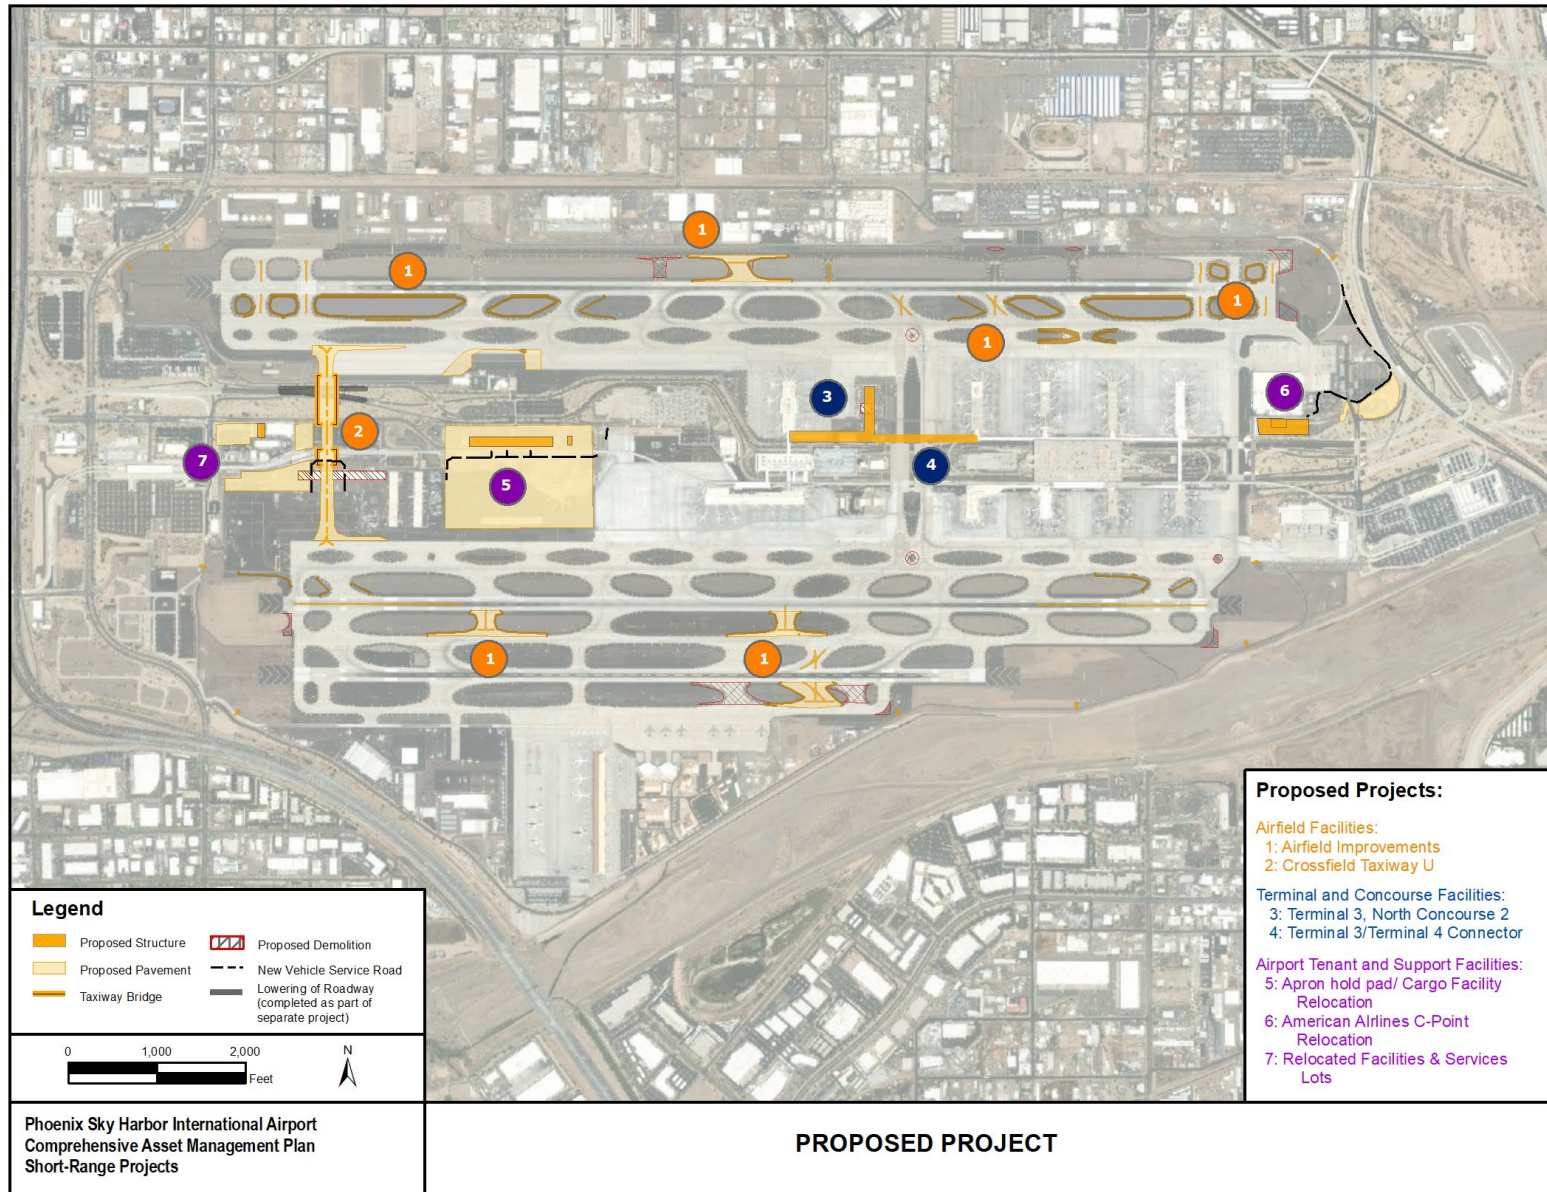 1
1
1
1
3
6
2
7
4
5
1
1
Proposed Projects:
Airfield Facilities:
1: Airfield Improvements
2: Crossfield Taxiway U
Terminal and Concourse Facilities:
3: Terminal 3, North Concourse 2
4: Terminal 3/Terminal 4 Connector
Airport Tenant and Support Facilities:
5: Apron hold pad/ Cargo Facility
Relocation
6: American AIrlines C-Point
Relocation
7: Relocated Facilities & Services
Lots
Legend
Proposed Structure
Proposed Demolition
Proposed Pavement
New Vehicle Service Road
Taxiway Bridge
Lowering of Roadway
(completed as part of
separate project)
0 1,000 2,000
Feet
N
Phoenix Sky Harbor International Airport
Comprehensive Asset Management Plan
Short-Range Projects
PROPOSED PROJECT